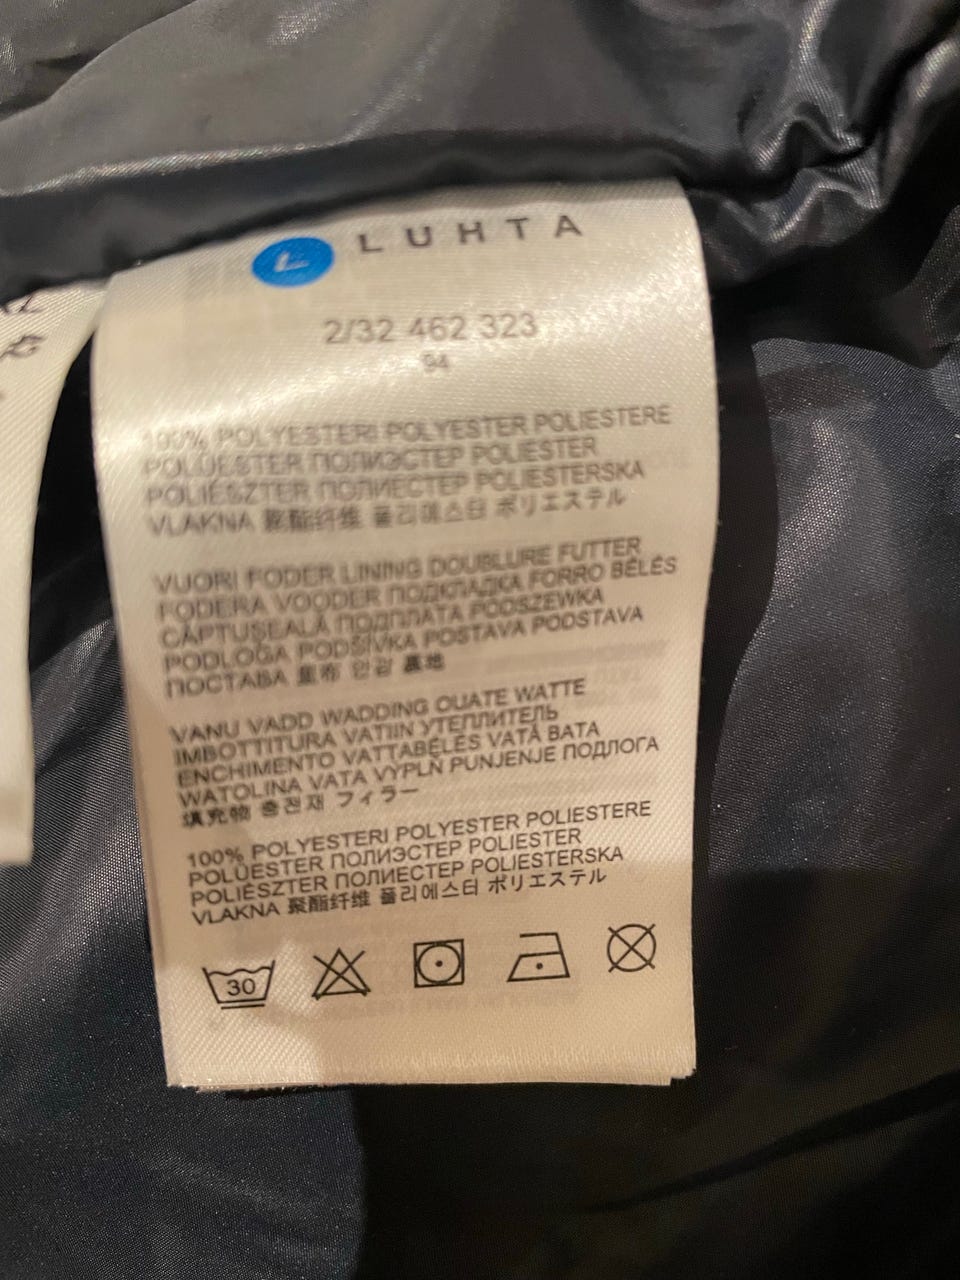 L LUHTA
2/32 462 323
94
100% POLYESTERI POLYESTER POLIESTERE
POLÜESTER ПОЛИЭСТЕР POLIESTER
POLIÉSZTER ПОЛИЕСТЕР POLIESTERSKA
VLAKNA 聚酯纤维 폴리에스터 ポリエステル
VUORI FODER LINING DOUBLURE FUTTER
FODERA VOODER ПОДКЛАДКА FORRO BÉLÉS
CĂPTUŞEALĂ ПОДПЛАТА PODSZEWKA
PODLOGA PODŠÍVKA POSTAVA PODSTAVA
ПОСТАВА 里布 안감 裏地
VANU VADD WADDING OUATE WATTE
IMBOTTITURA VATIIN УТЕПЛИТЕЛЬ
ENCHIMENTO VATTABÉLÉS VATĂ ВАТА
WATOLINA VATA VÝPLŇ PUNJENJE ПОДЛОГА
填充物 충전재 フィラー
100% POLYESTERI POLYESTER POLIESTERE
POLÜESTER ПОЛИЭСТЕР POLIESTER
POLIÉSZTER ПОЛИЕСТЕР POLIESTERSKA
VLAKNA 聚酯纤维 폴리에스터 ポリエステル
30